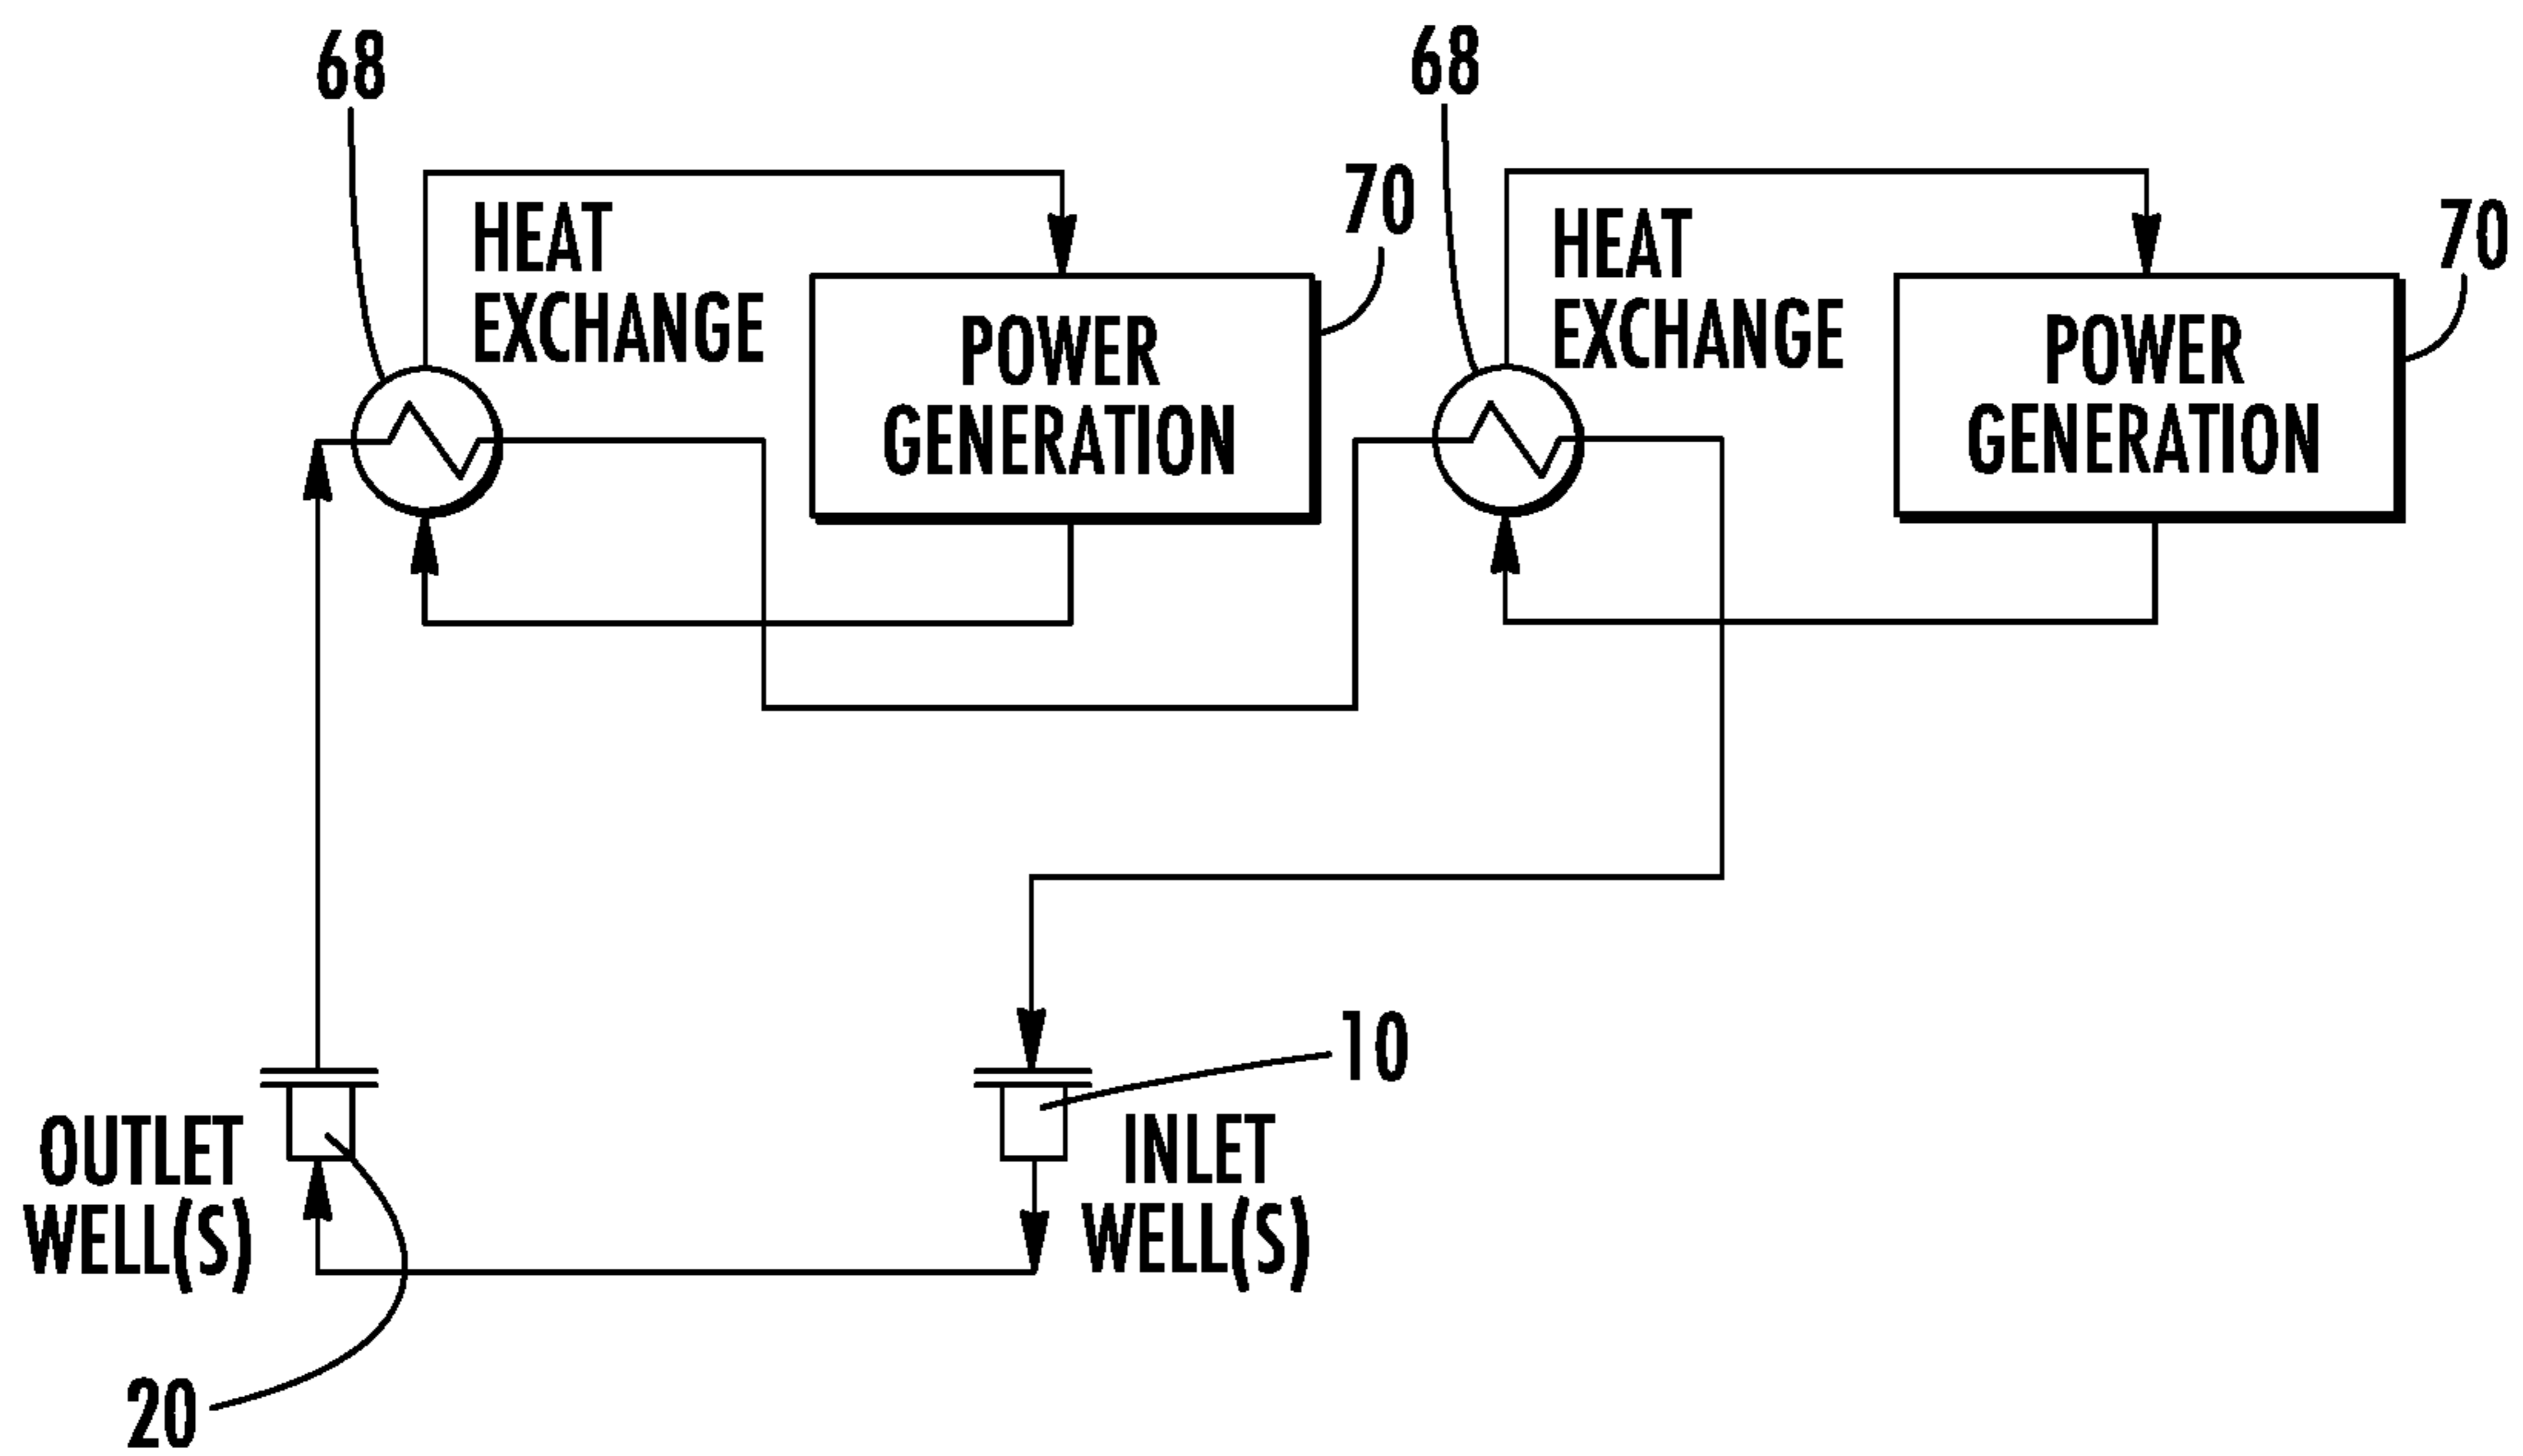 68
68
70
70
HEAT
EXCHANGE
HEAT
EXCHANGE
POWER
GENERATION
POWER
GENERATION
10
OUTLET
WELL(S)
INLET
WELL(S)
20